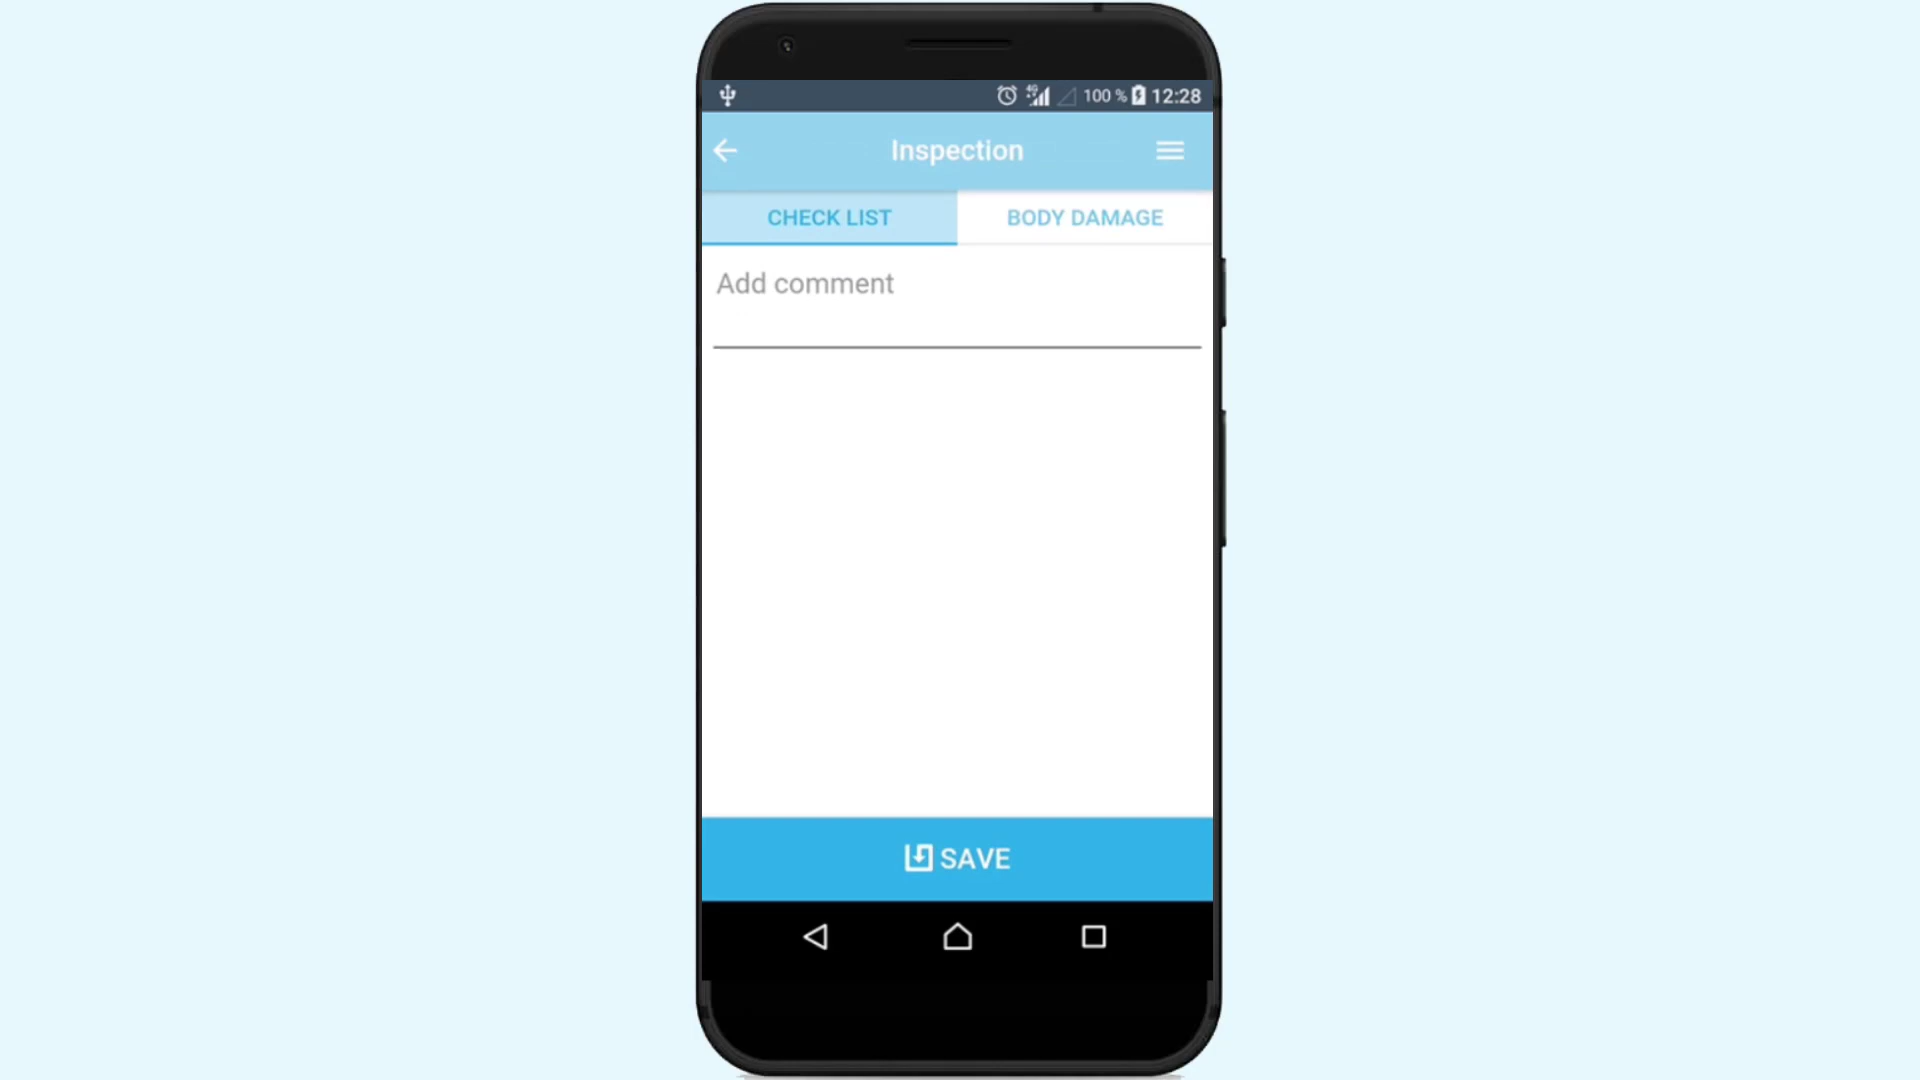 100 % 12:28
Inspection
CHECK LIST BODY DAMAGE
Add comment
SAVE